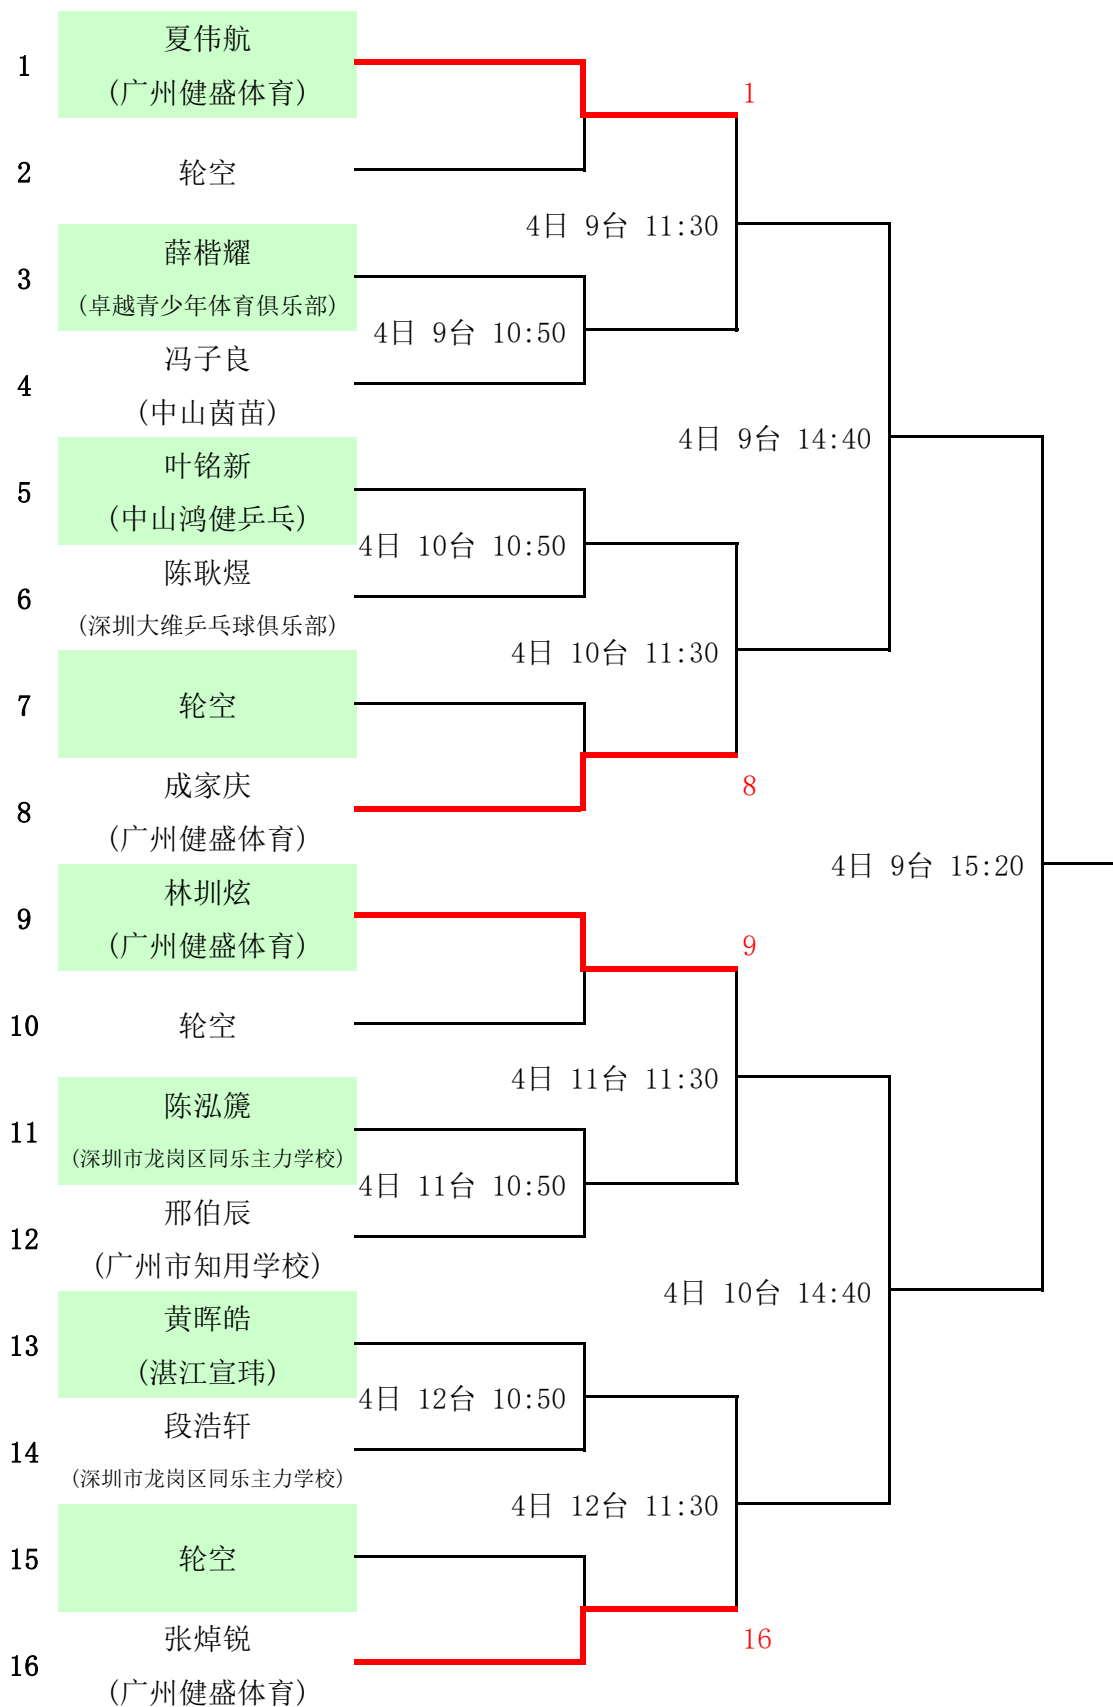 夏伟航
1
(广州健盛体育)
1
2
轮空
4日 9台 11:30
薛楷耀
3
(卓越青少年体育俱乐部)
4日 9台 10:50
冯子良
4
(中山茵苗)
4日 9台 14:40
叶铭新
5
(中山鸿健乒乓)
4日 10台 10:50
陈耿煜
6
(深圳大维乒乓球俱乐部)
4日 10台 11:30
7
轮空
成家庆
8
8
(广州健盛体育)
4日 9台 15:20
林圳炫
9
(广州健盛体育)
9
10
轮空
4日 11台 11:30
陈泓篪
11
(深圳市龙岗区同乐主力学校)
4日 11台 10:50
邢伯辰
12
(广州市知用学校)
4日 10台 14:40
黄晖皓
13
(湛江宣玮)
4日 12台 10:50
段浩轩
14
(深圳市龙岗区同乐主力学校)
4日 12台 11:30
15
轮空
张焯锐
16
16
(广州健盛体育)